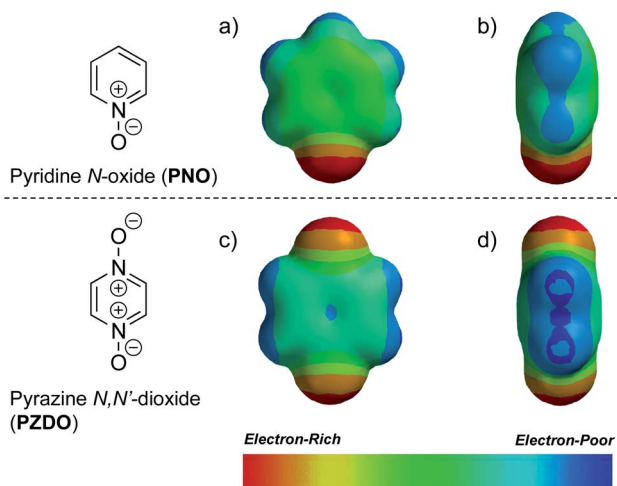 a)
b)
N
⊕
O
⊖
Pyridine N-oxide (PNO)
c)
d)
O
⊖
N
⊕
⊕
N
O
⊖
Pyrazine N,N'-dioxide
(PZDO)
Electron-Rich
Electron-Poor